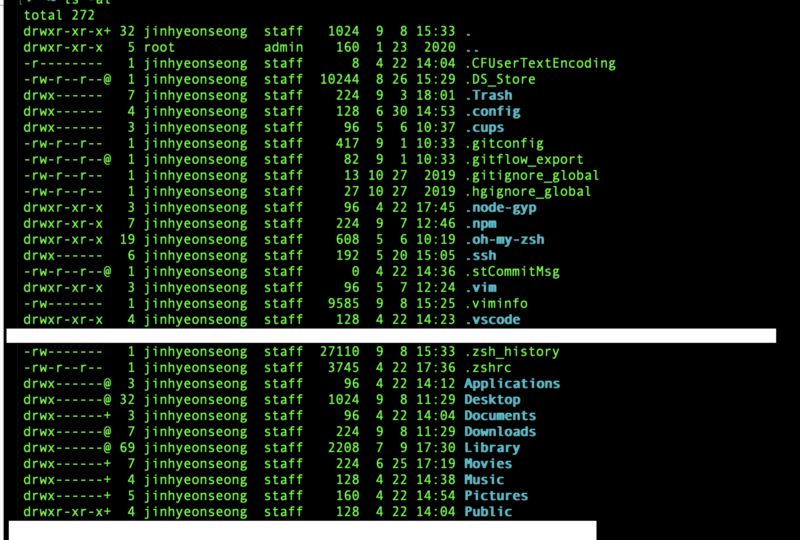 total 272
drwxr-xr-x+ 32 jinhyeonseong staff 1024 9 8 15:33 .
drwxr-xr-x 5 root admin 160 1 23 2020 ..
-r-------- 1 jinhyeonseong staff 8 4 22 14:04 .CFUserTextEncoding
-rw-r--r--@ 1 jinhyeonseong staff 10244 8 26 15:29 .DS_Store
drwx------ 7 jinhyeonseong staff 224 9 3 18:01 .Trash
drwx------ 4 jinhyeonseong staff 128 6 30 14:53 .config
drwx------ 3 jinhyeonseong staff 96 5 6 10:37 .cups
-rw-r--r-- 1 jinhyeonseong staff 417 9 1 10:33 .gitconfig
-rw-r--r--@ 1 jinhyeonseong staff 82 9 1 10:33 .gitflow_export
-rw-r--r-- 1 jinhyeonseong staff 13 10 27 2019 .gitignore_global
-rw-r--r-- 1 jinhyeonseong staff 27 10 27 2019 .hgignore_global
drwxr-xr-x 3 jinhyeonseong staff 96 4 22 17:45 .node-gyp
drwxr-xr-x 7 jinhyeonseong staff 224 9 7 12:46 .npm
drwxr-xr-x 19 jinhyeonseong staff 608 5 6 10:19 .oh-my-zsh
drwx------ 6 jinhyeonseong staff 192 5 20 15:05 .ssh
-rw-r--r--@ 1 jinhyeonseong staff 0 4 22 14:36 .stCommitMsg
drwxr-xr-x 3 jinhyeonseong staff 96 5 7 12:24 .vim
-rw------- 1 jinhyeonseong staff 9585 9 8 15:25 .viminfo
drwxr-xr-x 4 jinhyeonseong staff 128 4 22 14:23 .vscode
-rw------- 1 jinhyeonseong staff 27110 9 8 15:33 .zsh_history
-rw-r--r-- 1 jinhyeonseong staff 3745 4 22 17:36 .zshrc
drwx------@ 3 jinhyeonseong staff 96 4 22 14:12 Applications
drwx------@ 32 jinhyeonseong staff 1024 9 8 11:29 Desktop
drwx------+ 3 jinhyeonseong staff 96 4 22 14:04 Documents
drwx------@ 7 jinhyeonseong staff 224 9 8 11:29 Downloads
drwx------@ 69 jinhyeonseong staff 2208 7 9 17:30 Library
drwx------+ 7 jinhyeonseong staff 224 6 25 17:19 Movies
drwx------+ 4 jinhyeonseong staff 128 4 22 14:38 Music
drwx------+ 5 jinhyeonseong staff 160 4 22 14:54 Pictures
drwxr-xr-x+ 4 jinhyeonseong staff 128 4 22 14:04 Public